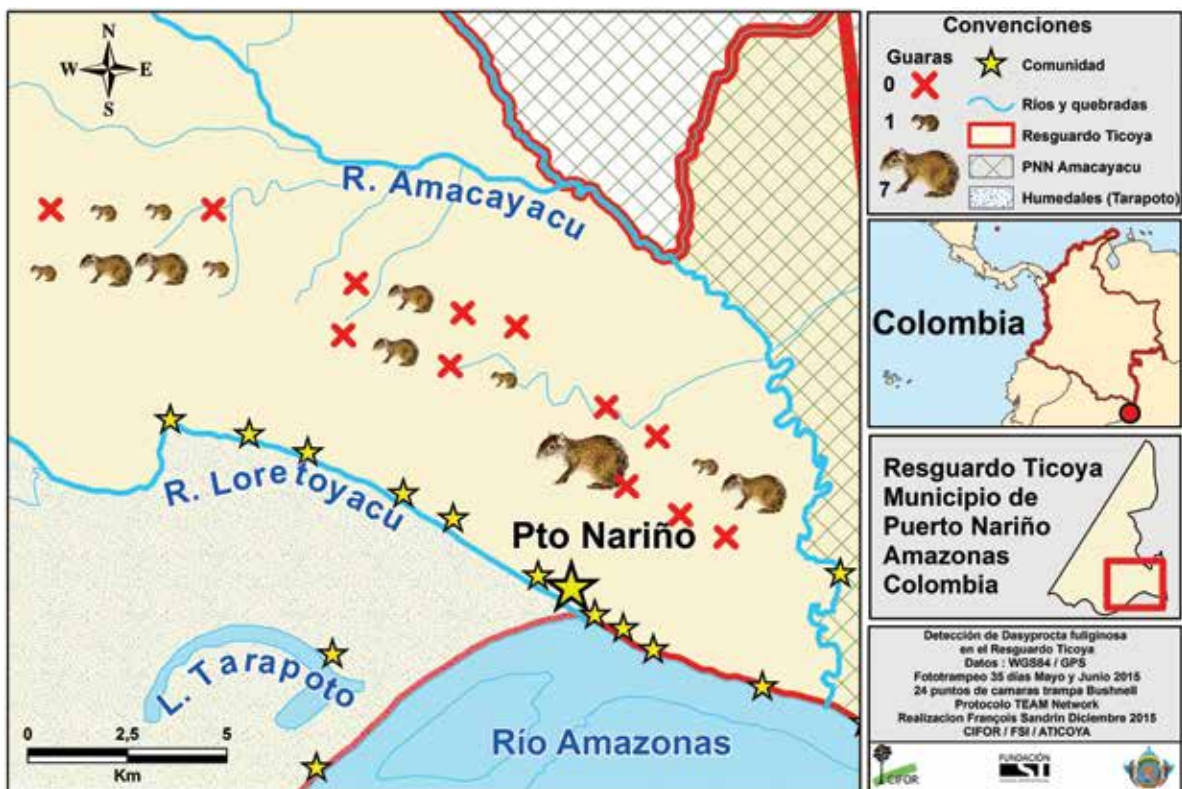 N
W E
S
R. Amacayacu
R. Loretoyacu
Pto Nariño
L. Tarapoto
Río Amazonas
0 2,5 5
Km
Convenciones
Guaras
0
1
7
Comunidad
Ríos y quebradas
Resguardo Ticoya
PNN Amacayacu
Humedales (Tarapoto)
Colombia
Resguardo Ticoya
Municipio de
Puerto Nariño
Amazonas
Colombia
Detección de Dasyprocta fuliginosa
en el Resguardo Ticoya
Datos : WGS84 / GPS
Fototrampeo 35 días Mayo y Junio 2015
24 puntos de camaras trampa Bushnell
Protocolo TEAM Network
Realizacion François Sandrin Diciembre 2015
CIFOR / FSI / ATICOYA
CIFOR
FUNDACIÓN